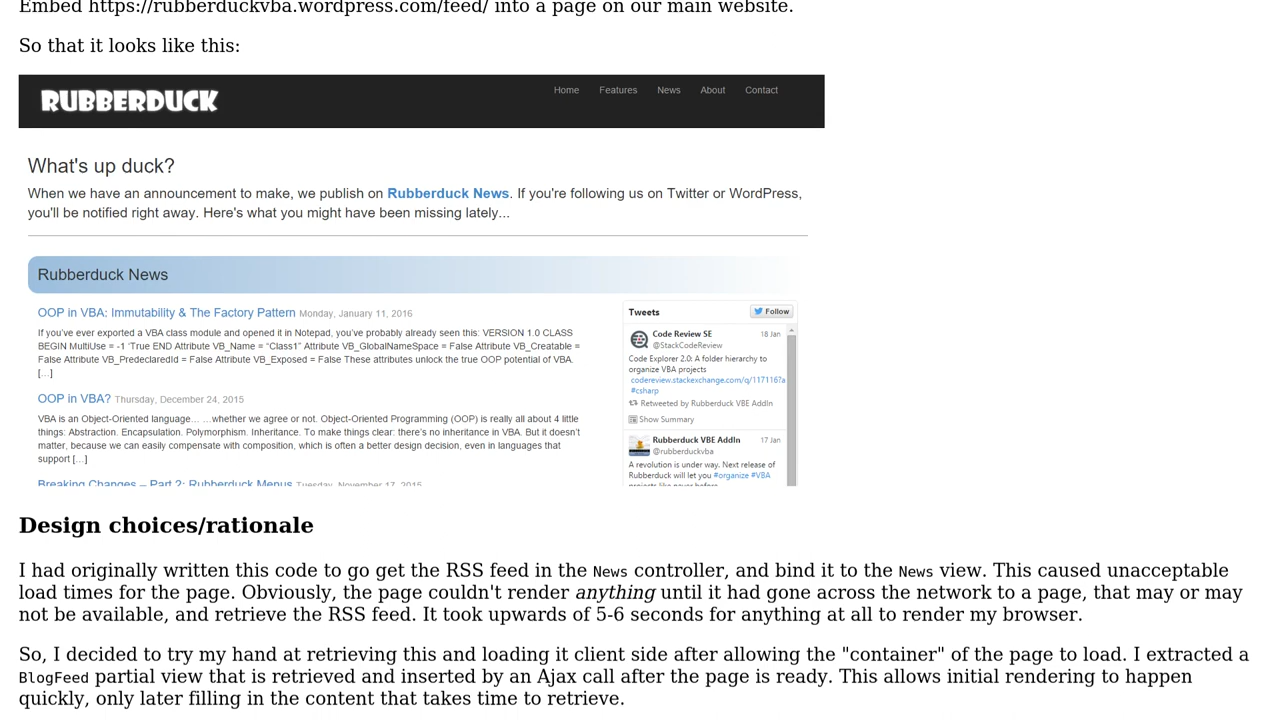 Embed https://rubberduckvba.wordpress.com/feed/ into a page on our main website.
So that it looks like this:
RUBBERDUCK
Home Features News About Contact
What's up duck?
When we have an announcement to make, we publish on Rubberduck News. If you're following us on Twitter or WordPress,
you'll be notified right away. Here's what you might have been missing lately...
Rubberduck News
OOP in VBA: Immutability & The Factory Pattern Monday, January 11, 2016
If you've ever exported a VBA class module and opened it in Notepad, you've probably already seen this: VERSION 1.0 CLASS
BEGIN MultiUse = -1 'True END Attribute VB_Name = "Class1" Attribute VB_GlobalNameSpace = False Attribute VB_Creatable =
False Attribute VB_PredeclaredId = False Attribute VB_Exposed = False These attributes unlock the true OOP potential of VBA.
[…]
OOP in VBA? Thursday, December 24, 2015
VBA is an Object-Oriented language… …whether we agree or not. Object-Oriented Programming (OOP) is really all about 4 little
things: Abstraction. Encapsulation. Polymorphism. Inheritance. To make things clear: there's no inheritance in VBA. But it doesn't
matter, because we can easily compensate with composition, which is often a better design decision, even in languages that
support […]
Breaking Changes – Part 2: Rubberduck Menus Tuesday, November 17, 2015
Tweets
Follow
Code Review SE 18 Jan
@StackCodeReview
Code Explorer 2.0: A folder hierarchy to
organize VBA projects
codereview.stackexchange.com/q/117116?a
#csharp
Retweeted by Rubberduck VBE AddIn
Show Summary
Rubberduck VBE AddIn 17 Jan
@rubberduckvba
A revolution is under way. Next release of
Rubberduck will let you #organize #VBA
projects like never before
Design choices/rationale
I had originally written this code to go get the RSS feed in the News controller, and bind it to the News view. This caused unacceptable
load times for the page. Obviously, the page couldn't render anything until it had gone across the network to a page, that may or may
not be available, and retrieve the RSS feed. It took upwards of 5-6 seconds for anything at all to render my browser.
So, I decided to try my hand at retrieving this and loading it client side after allowing the "container" of the page to load. I extracted a
BlogFeed partial view that is retrieved and inserted by an Ajax call after the page is ready. This allows initial rendering to happen
quickly, only later filling in the content that takes time to retrieve.